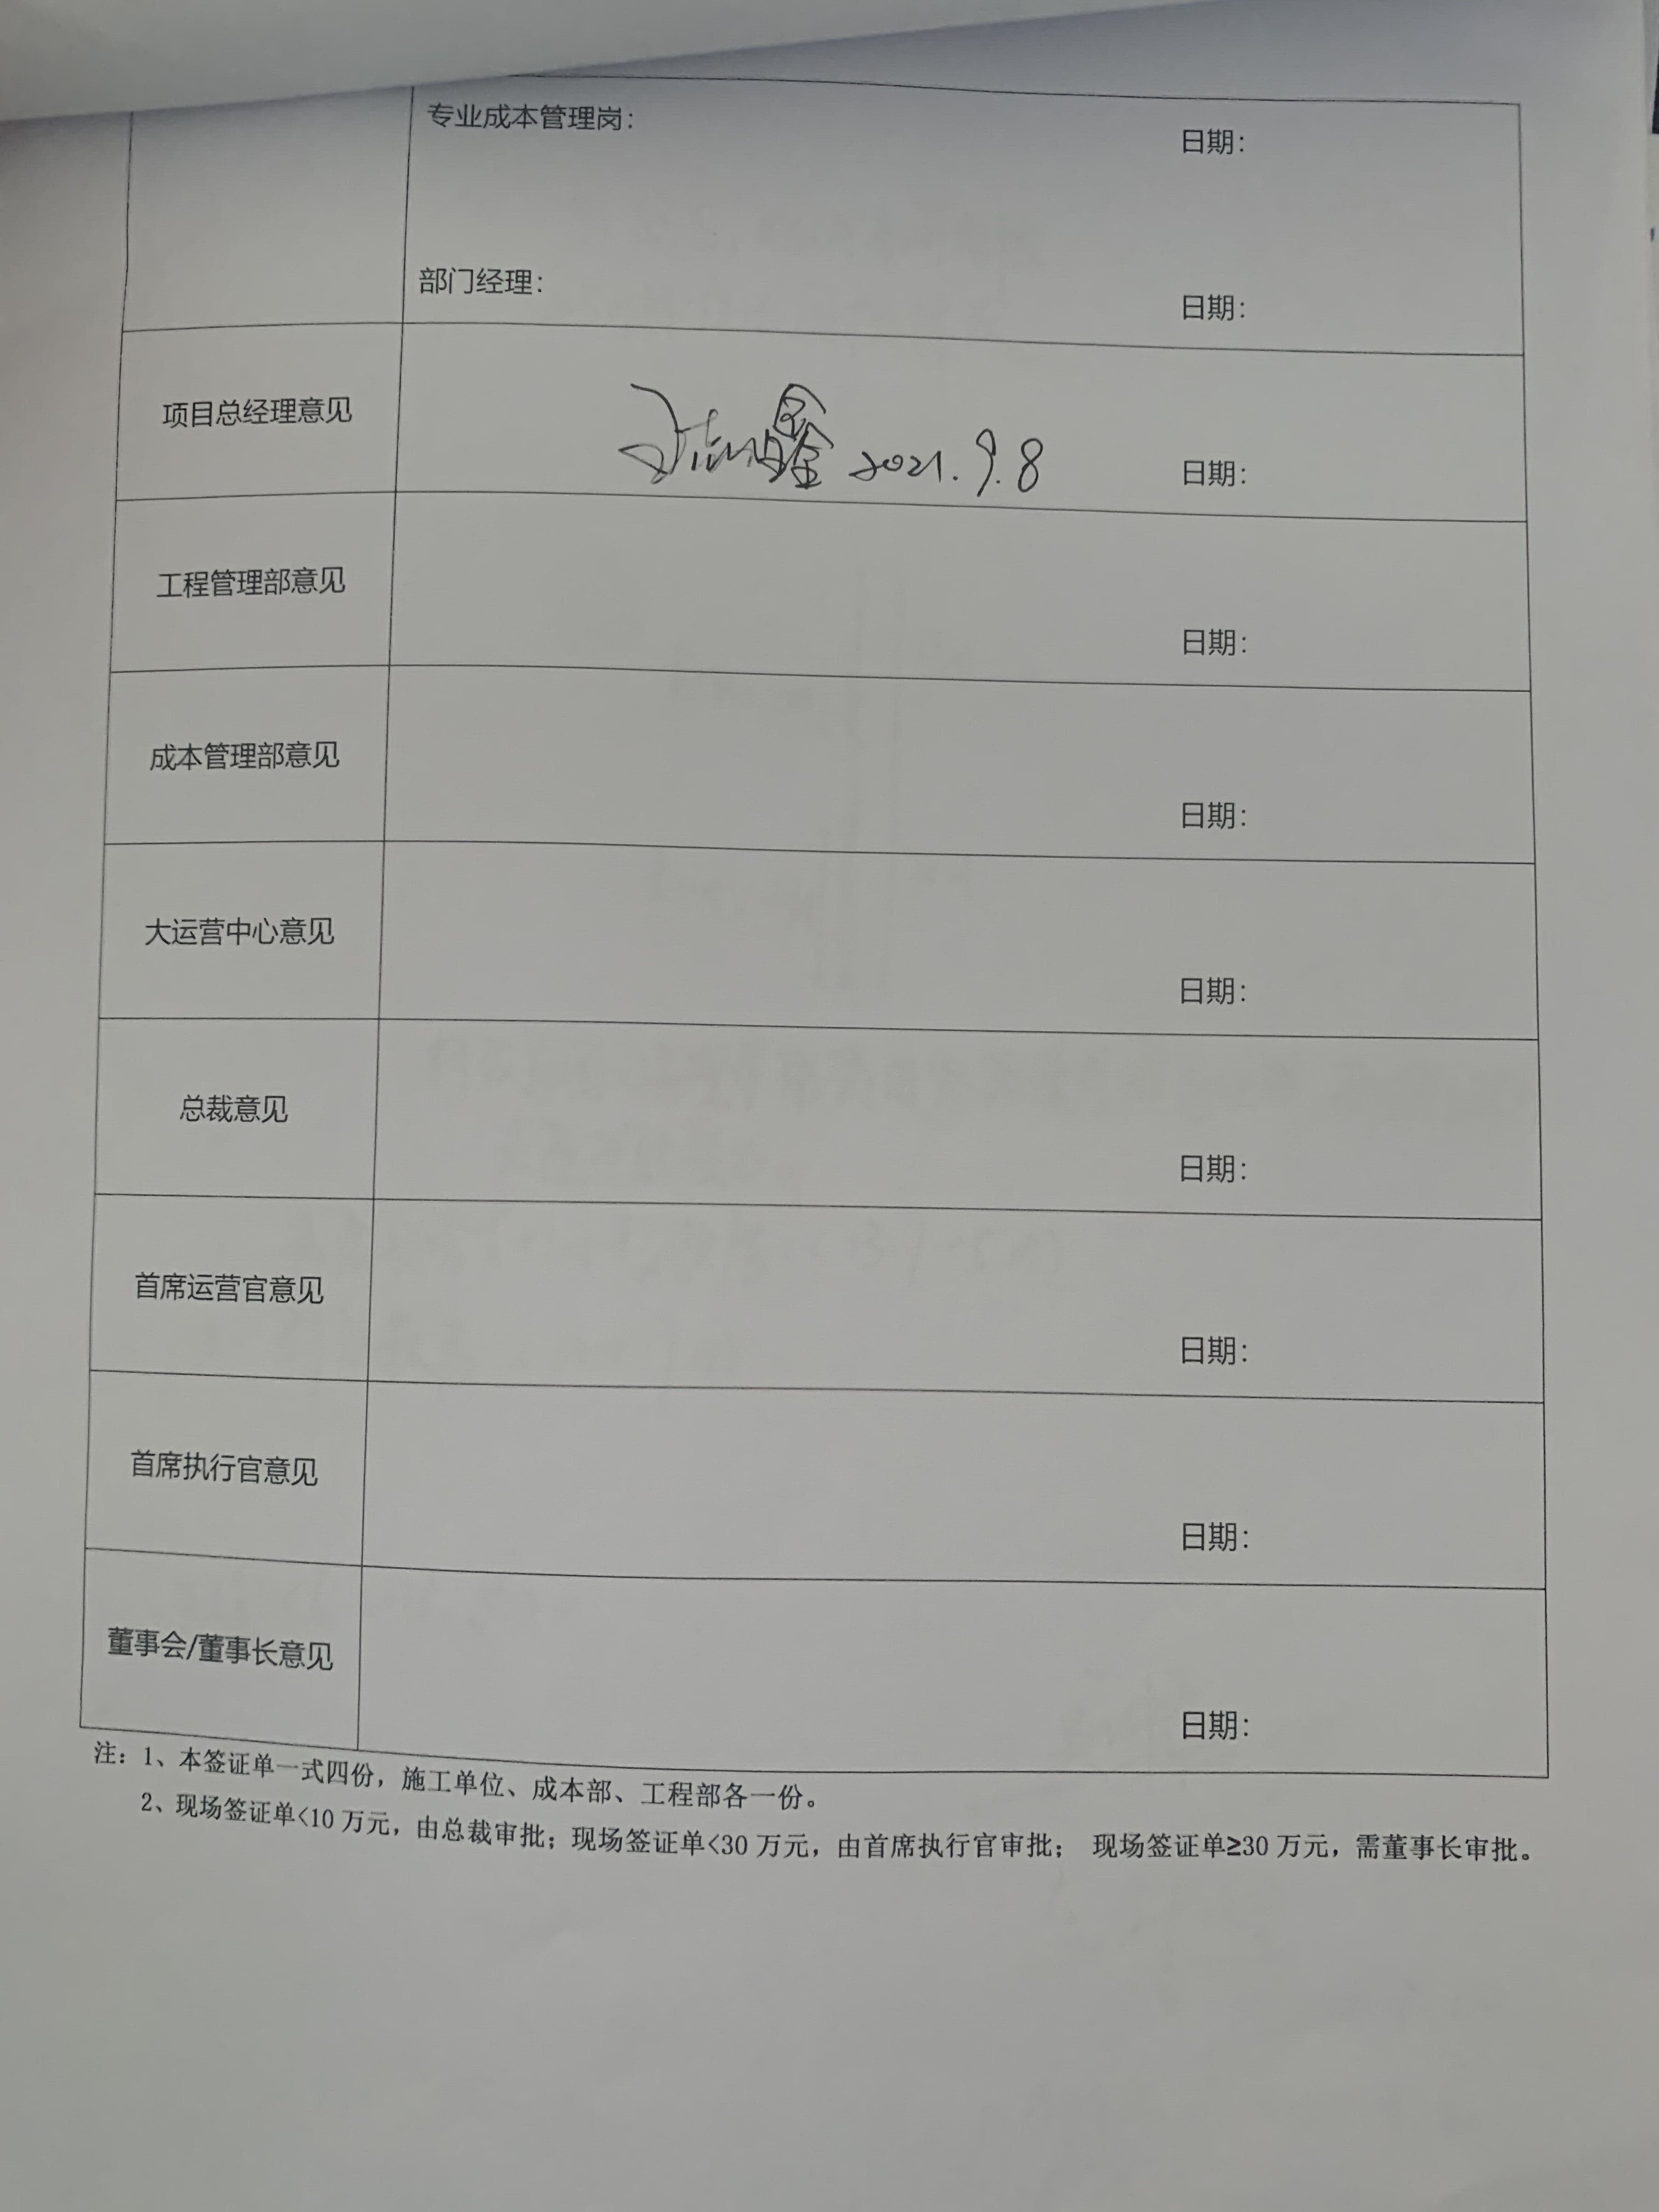 专业成本管理岗：
日期：
部门经理：
日期：
项目总经理意见
2021.9.8
日期：
工程管理部意见
日期：
成本管理部意见
日期：
大运营中心意见
日期：
总裁意见
日期：
首席运营官意见
日期：
首席执行官意见
日期：
董事会/董事长意见
日期：
注：1、本签证单一式四份，施工单位、成本部、工程部各一份。
2、现场签证单<10万元，由总裁审批；现场签证单<30万元，由首席执行官审批； 现场签证单≥30万元，需董事长审批。